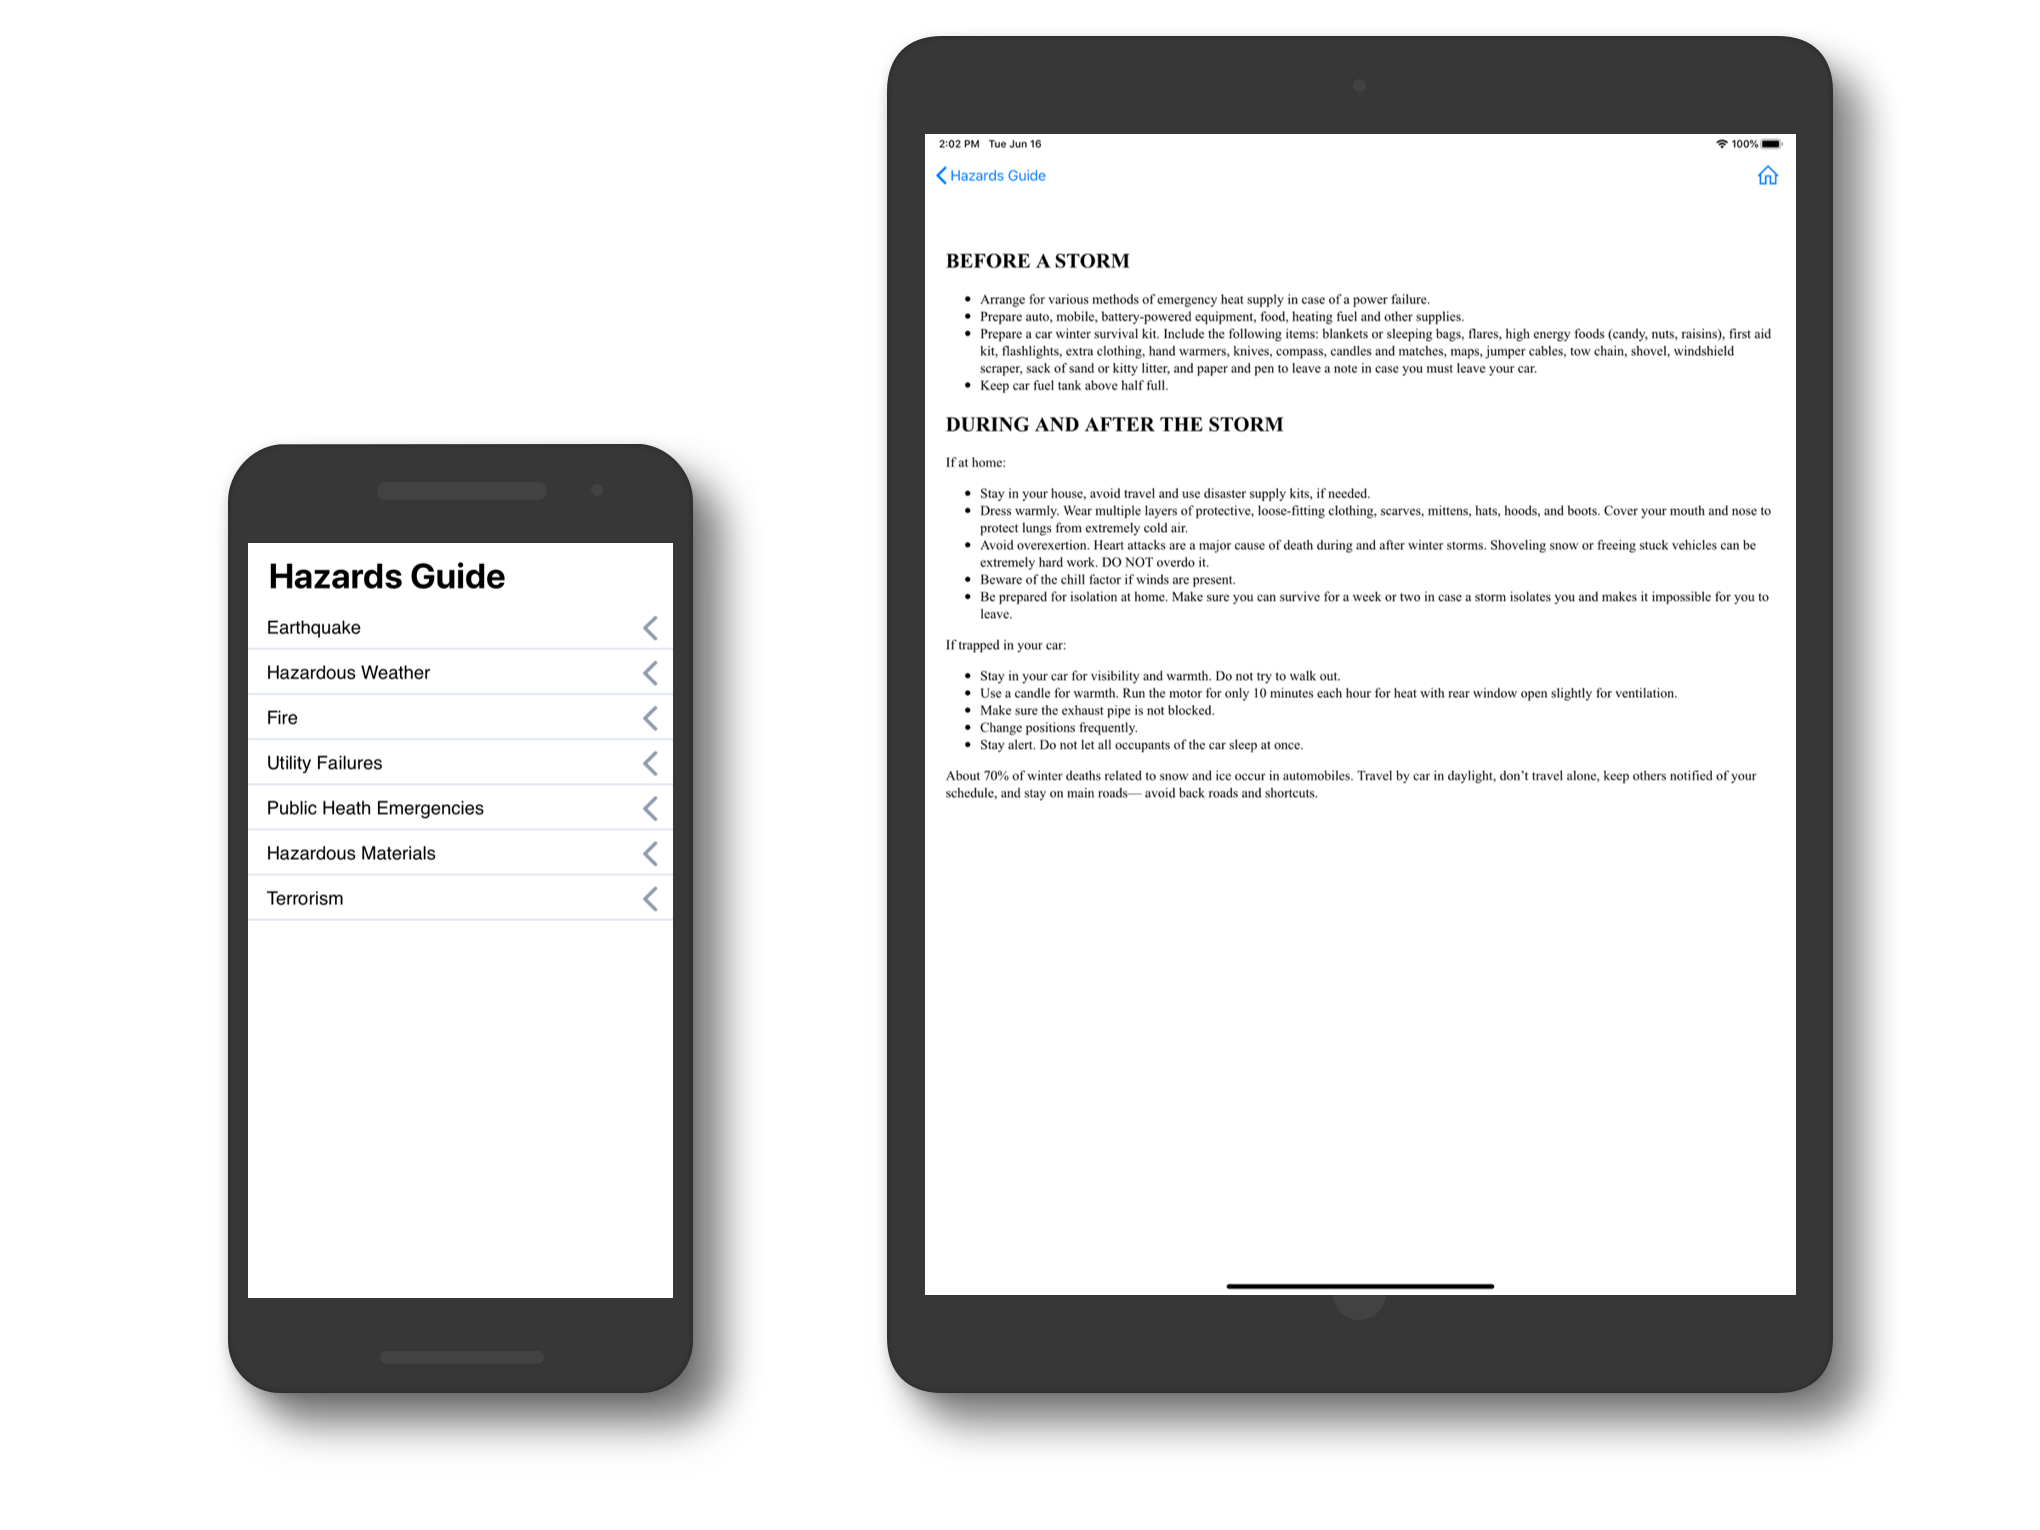 Hazards Guide
Earthquake
Hazardous Weather
Fire
Utility Failures
Public Heath Emergencies
Hazardous Materials
Terrorism
2:02 PM Tue Jun 16
100%
Hazards Guide
BEFORE A STORM
• Arrange for various methods of emergency heat supply in case of a power failure.
• Prepare auto, mobile, battery-powered equipment, food, heating fuel and other supplies.
• Prepare a car winter survival kit. Include the following items: blankets or sleeping bags, flares, high energy foods (candy, nuts, raisins), first aid
kit, flashlights, extra clothing, hand warmers, knives, compass, candles and matches, maps, jumper cables, tow chain, shovel, windshield
scraper, sack of sand or kitty litter, and paper and pen to leave a note in case you must leave your car.
• Keep car fuel tank above half full.
DURING AND AFTER THE STORM
If at home:
• Stay in your house, avoid travel and use disaster supply kits, if needed.
• Dress warmly. Wear multiple layers of protective, loose-fitting clothing, scarves, mittens, hats, hoods, and boots. Cover your mouth and nose to
protect lungs from extremely cold air.
• Avoid overexertion. Heart attacks are a major cause of death during and after winter storms. Shoveling snow or freeing stuck vehicles can be
extremely hard work. DO NOT overdo it.
• Beware of the chill factor if winds are present.
• Be prepared for isolation at home. Make sure you can survive for a week or two in case a storm isolates you and makes it impossible for you to
leave.
If trapped in your car:
• Stay in your car for visibility and warmth. Do not try to walk out.
• Use a candle for warmth. Run the motor for only 10 minutes each hour for heat with rear window open slightly for ventilation.
• Make sure the exhaust pipe is not blocked.
• Change positions frequently.
• Stay alert. Do not let all occupants of the car sleep at once.
About 70% of winter deaths related to snow and ice occur in automobiles. Travel by car in daylight, don’t travel alone, keep others notified of your
schedule, and stay on main roads— avoid back roads and shortcuts.